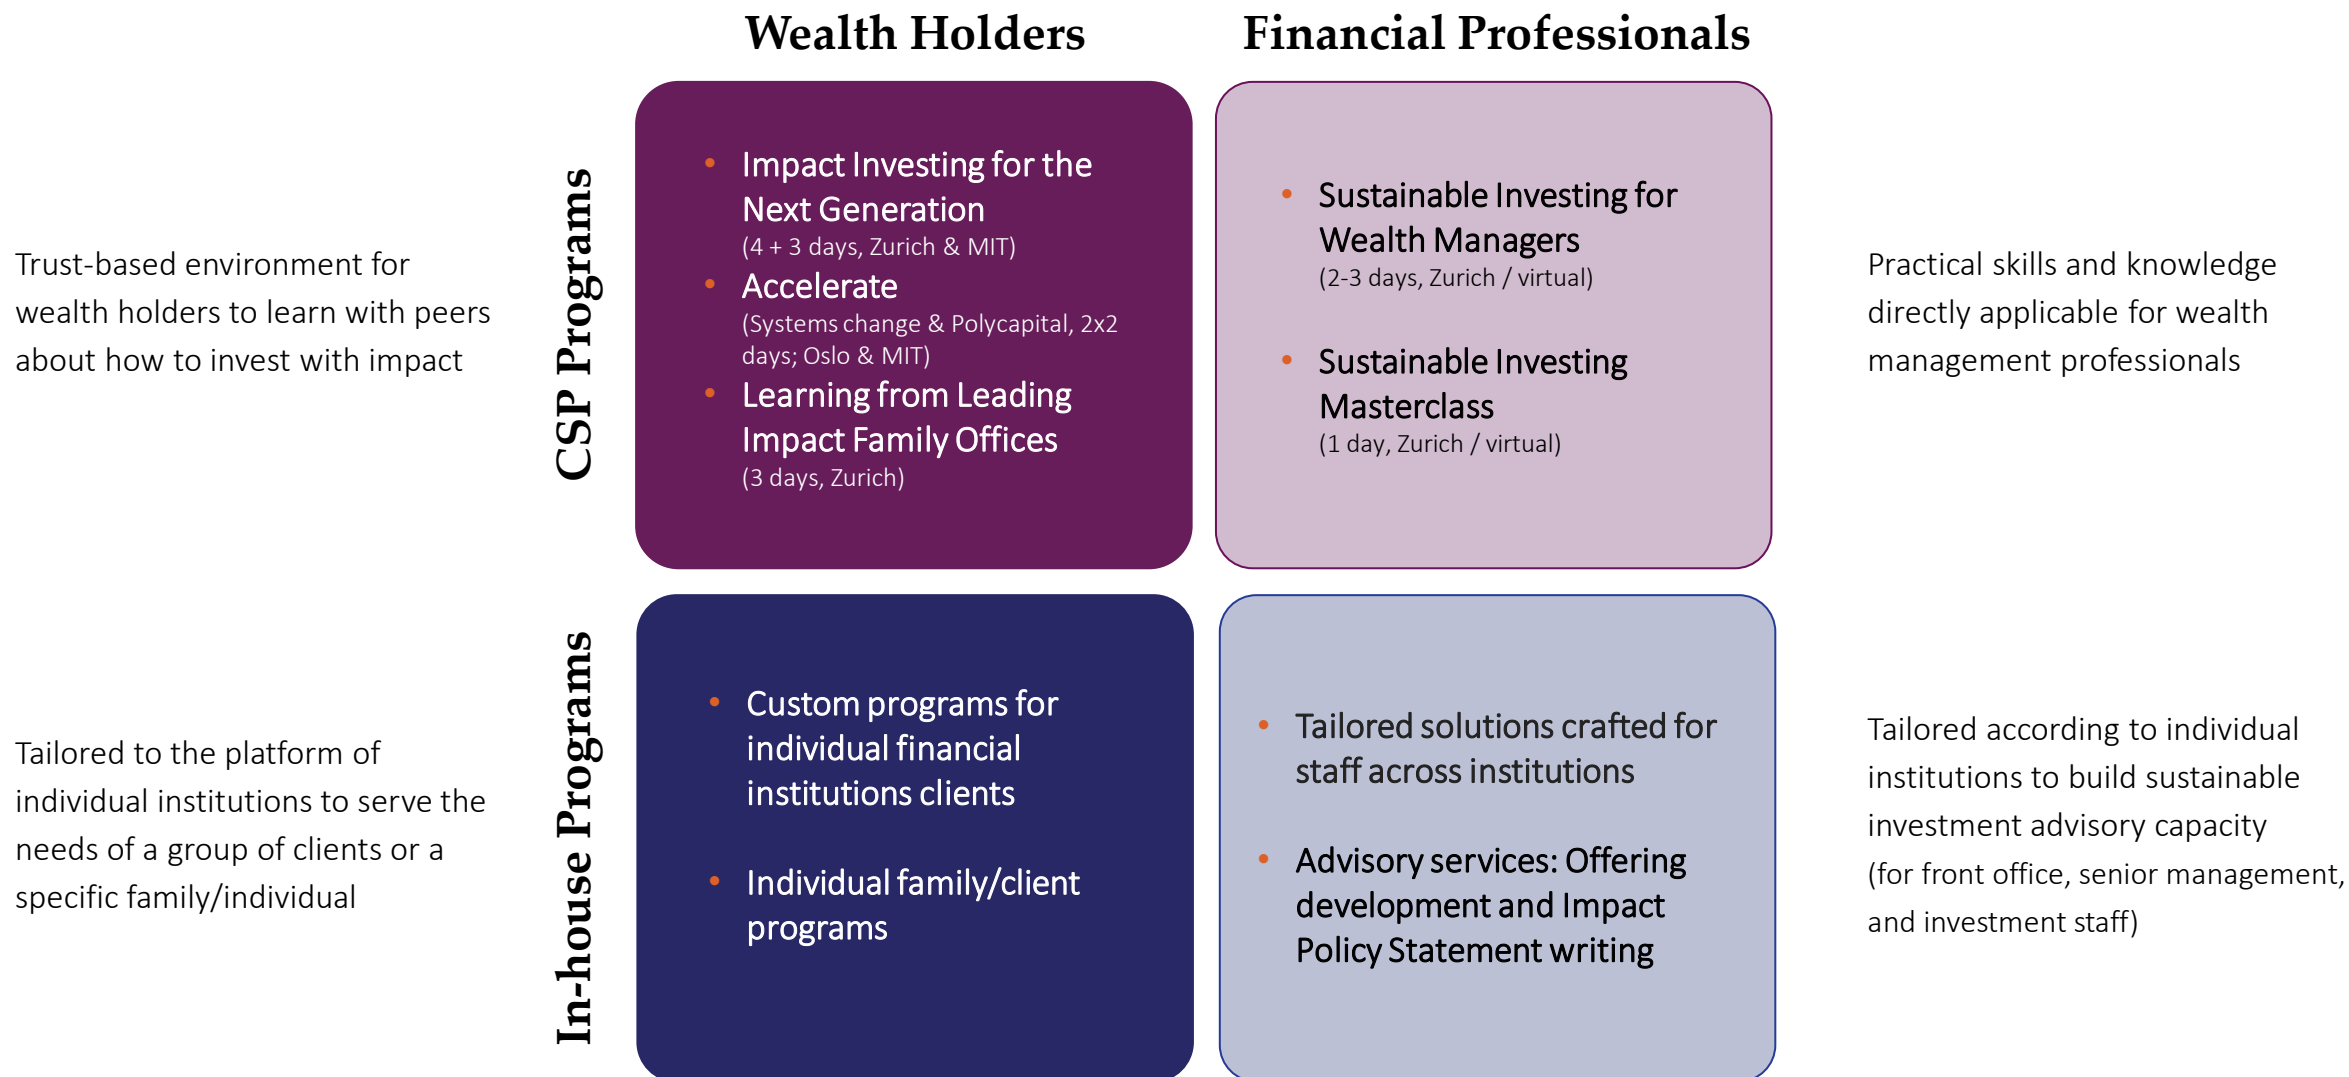 Wealth Holders
Financial Professionals
CSP Programs
Trust-based environment for
wealth holders to learn with peers
about how to invest with impact
• Impact Investing for the
Next Generation
(4 + 3 days, Zurich & MIT)
• Accelerate
(Systems change & Polycapital, 2x2
days; Oslo & MIT)
• Learning from Leading
Impact Family Offices
(3 days, Zurich)
• Sustainable Investing for
Wealth Managers
(2-3 days, Zurich / virtual)
• Sustainable Investing
Masterclass
(1 day, Zurich / virtual)
Practical skills and knowledge
directly applicable for wealth
management professionals
In-house Programs
Tailored to the platform of
individual institutions to serve the
needs of a group of clients or a
specific family/individual
• Custom programs for
individual financial
institutions clients
• Individual family/client
programs
• Tailored solutions crafted for
staff across institutions
• Advisory services: Offering
development and Impact
Policy Statement writing
Tailored according to individual
institutions to build sustainable
investment advisory capacity
(for front office, senior management,
and investment staff)